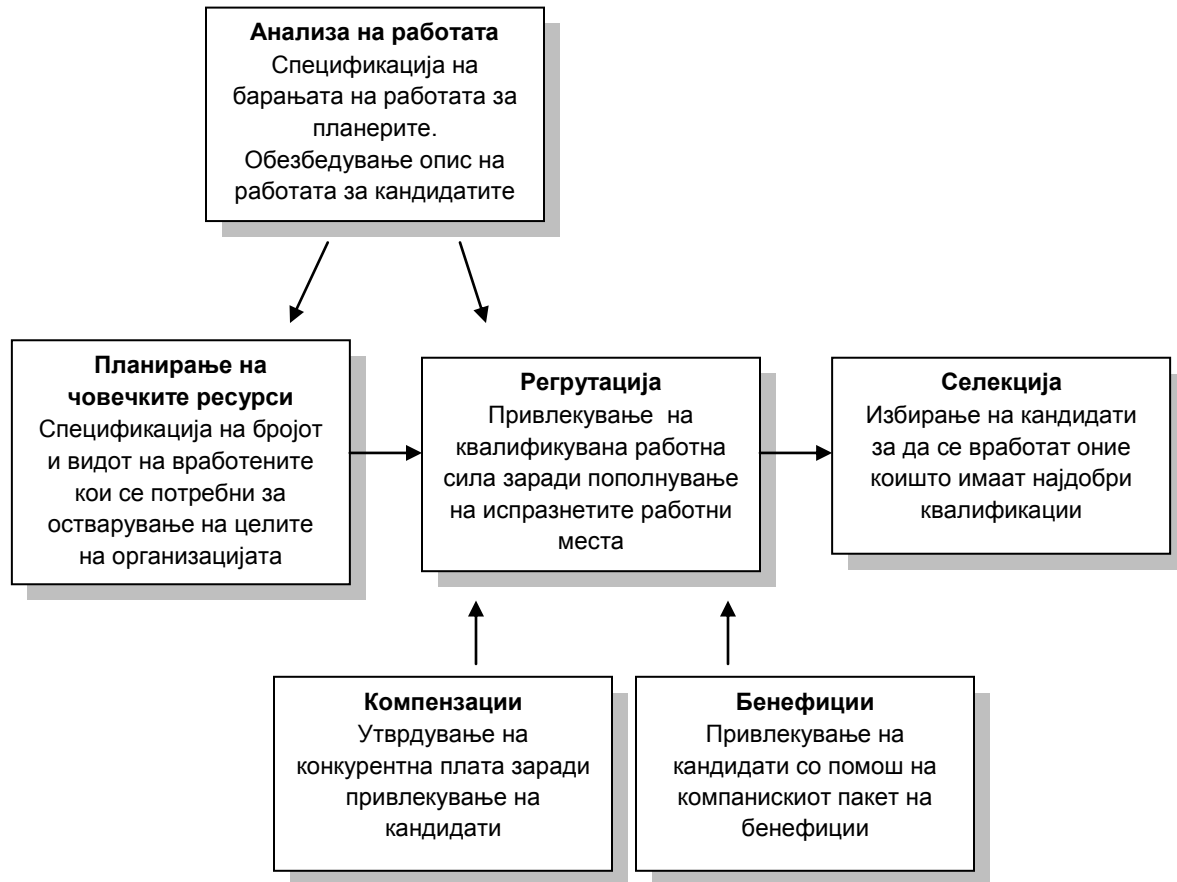 Анализа на работата
Спецификација на
барањата на работата за
планерите.
Обезбедување опис на
работата за кандидатите
Планирање на
човечките ресурси
Спецификација на бројот
и видот на вработените
кои се потребни за
остварување на целите
на организацијата
Регрутација
Привлекување на
квалификувана работна
сила заради пополнување
на испразнетите работни
места
Селекција
Избирање на кандидати
за да се вработат оние
коишто имаат најдобри
квалификации
Компензации
Утврдување на
конкурентна плата заради
привлекување на
кандидати
Бенефиции
Привлекување на
кандидати со помош на
компанискиот пакет на
бенефиции